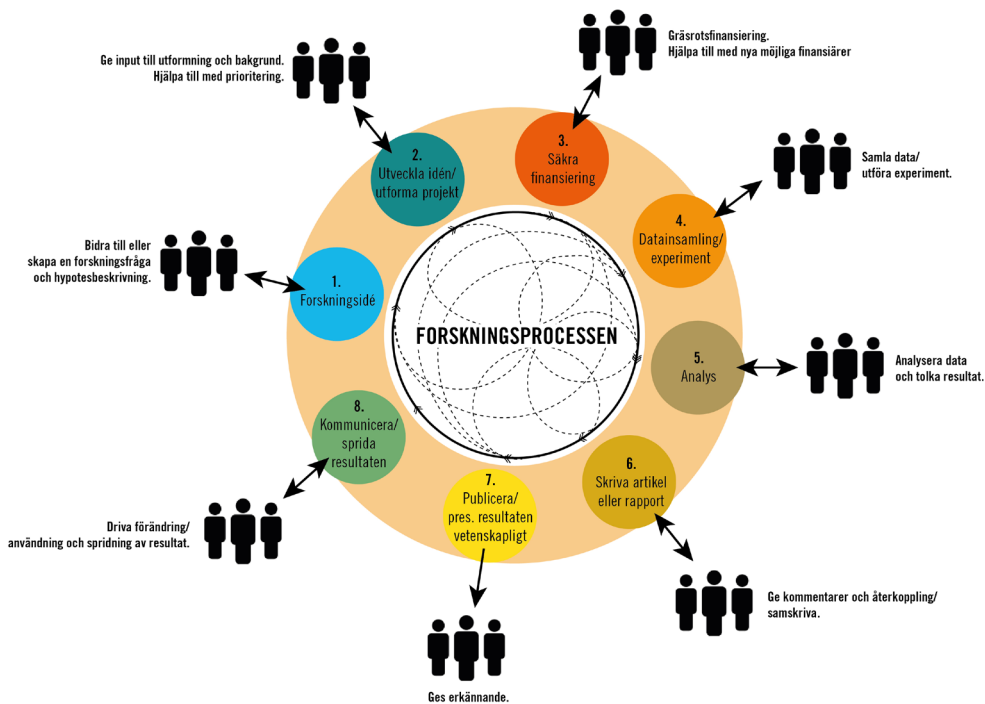 Ge input till utformning och bakgrund.
Hjälpa till med prioritering.
Gräsrotsfinansiering.
Hjälpa till med nya möjliga finansiärer
2.
Utveckla idén/
utforma projekt
3.
Säkra
finansiering
Samla data/
utföra experiment.
4.
Datainsamling/
experiment
Bidra till eller
skapa en forskningsfråga
och hypotesbeskrivning.
1.
Forskningsidé
FORSKNINGSPROCESSEN
5.
Analys
Analysera data
och tolka resultat.
8.
Kommunicera/
sprida
resultaten
6.
Skriva artikel
eller rapport
7.
Publicera/
pres. resultaten
vetenskapligt
Driva förändring/
användning och spridning av resultat.
Ge kommentarer och återkoppling/
samskriva.
Ges erkännande.